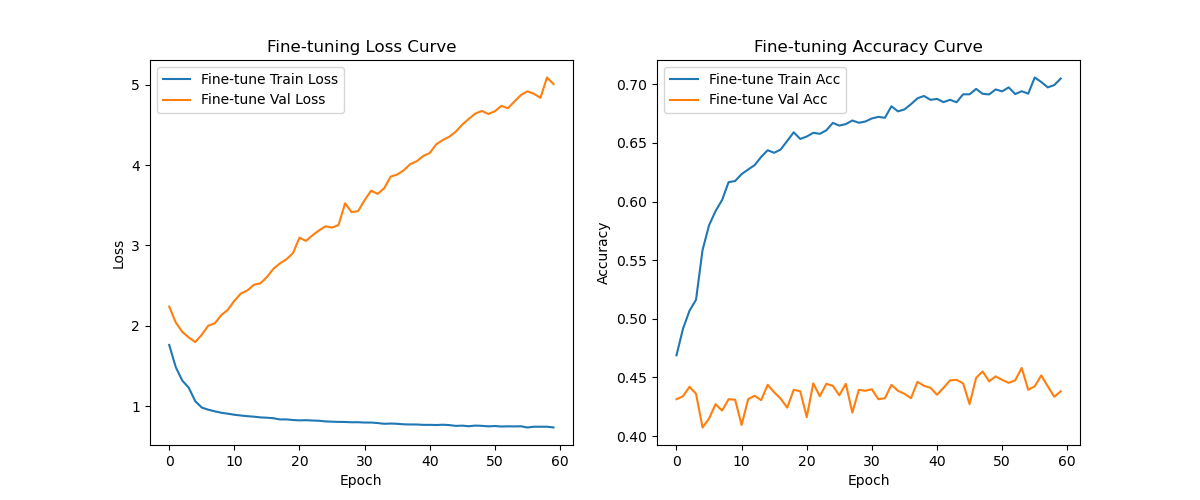 Fine-tuning Loss Curve
Fine-tune Train Loss
Fine-tune Val Loss
5
4
3
2
1
Loss
0 10 20 30 40 50 60
Epoch
Fine-tuning Accuracy Curve
Fine-tune Train Acc
Fine-tune Val Acc
0.70
0.65
0.60
0.55
0.50
0.45
0.40
Accuracy
0 10 20 30 40 50 60
Epoch